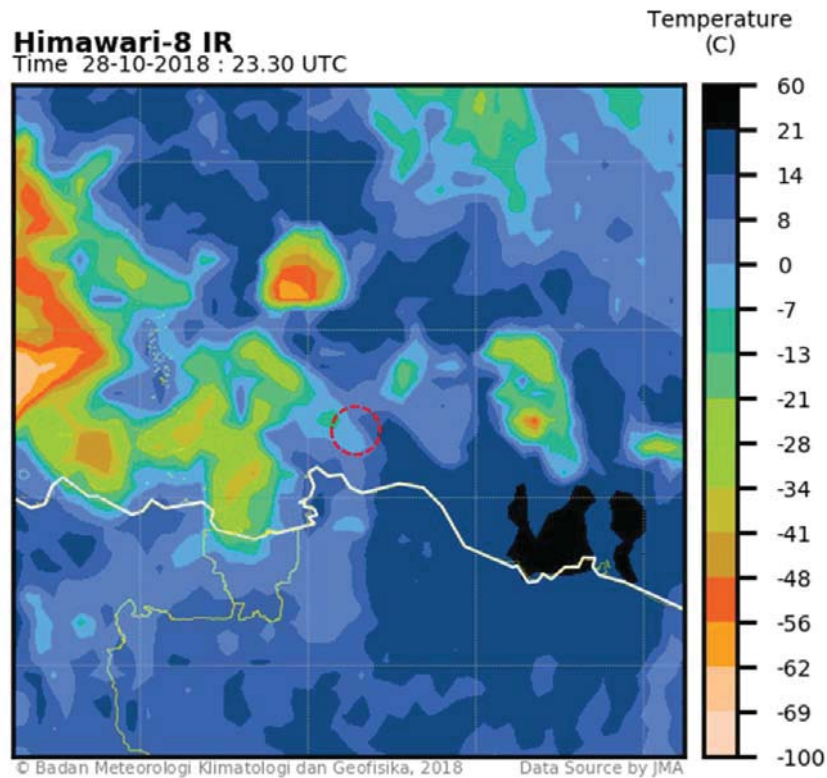 Temperature
(C)
Himawari-8 IR
Time 28-10-2018 : 23.30 UTC
60
21
14
8
0
-7
-13
-21
-28
-34
-41
-48
-56
-62
-69
-100
© Badan Meteorologi Klimatologi dan Geofisika, 2018
Data Source by JMA